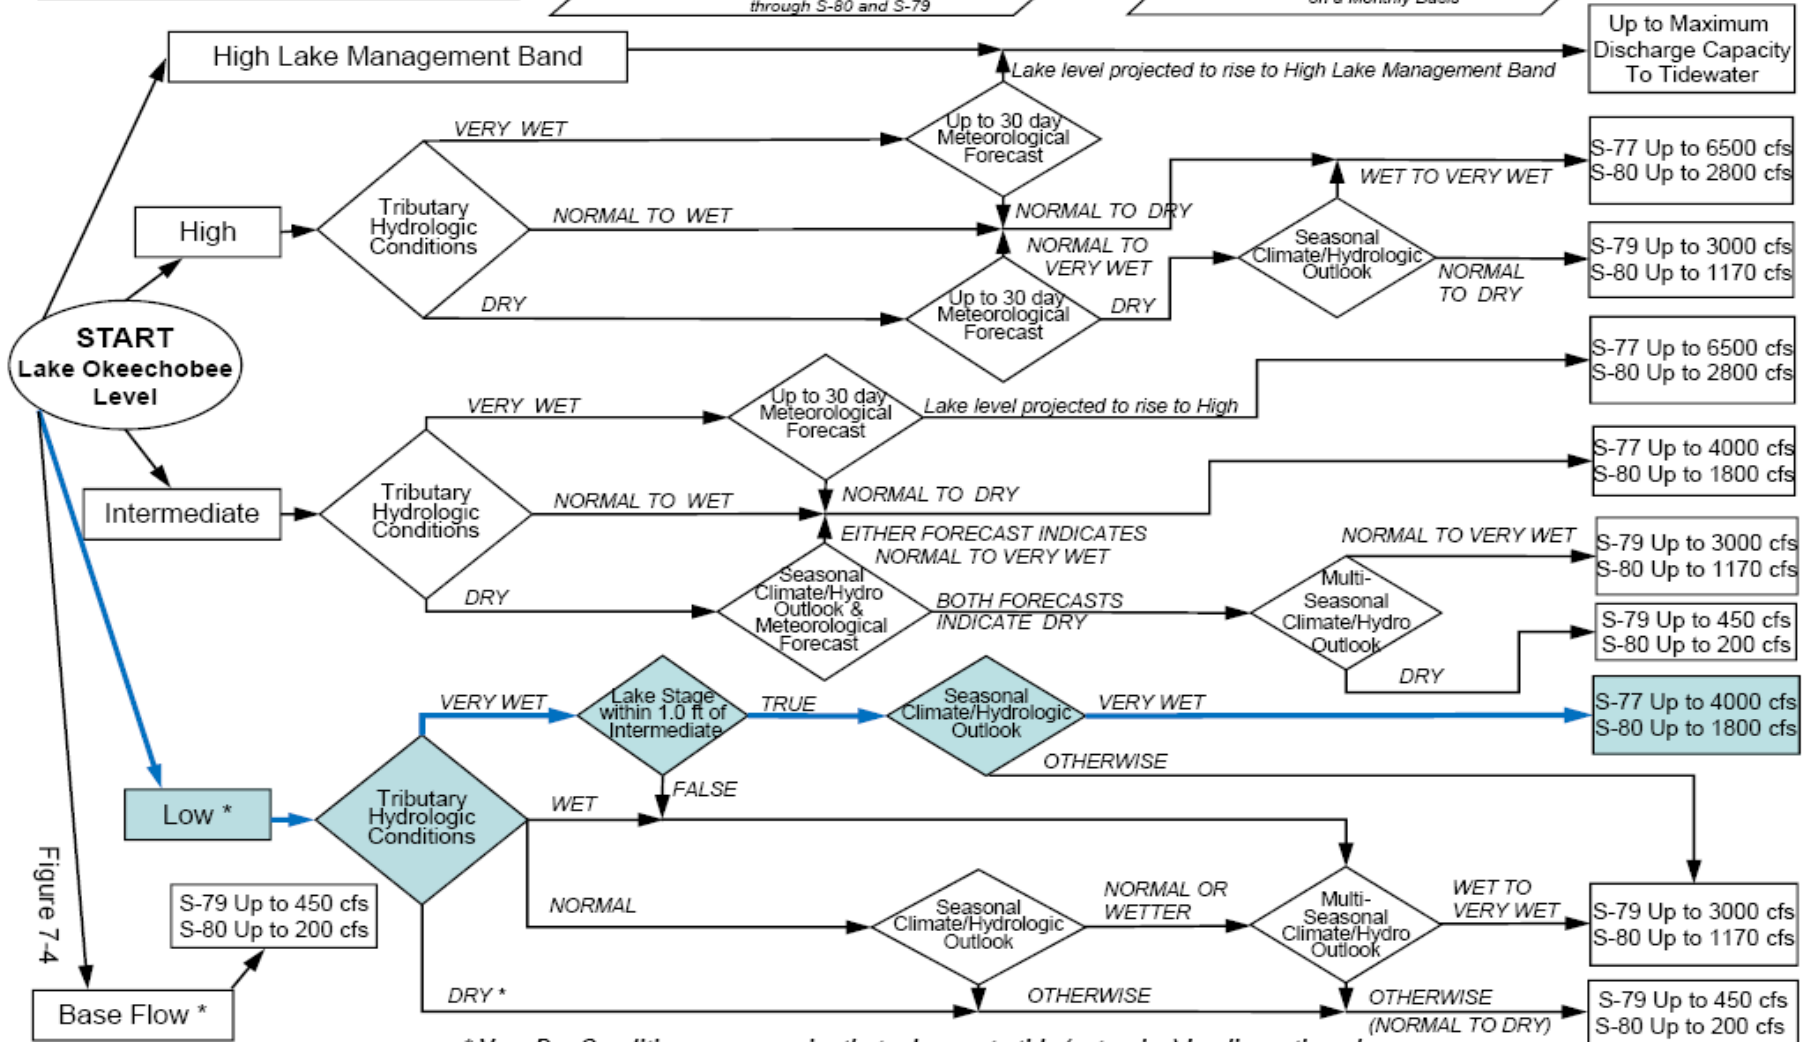 through S-80 and S-79
on a Monthly Basis
High Lake Management Band
Up to Maximum
Discharge Capacity
To Tidewater
Lake level projected to rise to High Lake Management Band
VERY WET
Up to 30 day
Meteorological
Forecast
S-77 Up to 6500 cfs
S-80 Up to 2800 cfs
WET TO VERY WET
High
Tributary
Hydrologic
Conditions
NORMAL TO WET
NORMAL TO DRY
NORMAL TO
VERY WET
Seasonal
Climate/Hydrologic
Outlook
NORMAL
TO DRY
S-79 Up to 3000 cfs
S-80 Up to 1170 cfs
DRY
Up to 30 day
Meteorological
Forecast
DRY
START
Lake Okeechobee
Level
S-77 Up to 6500 cfs
S-80 Up to 2800 cfs
VERY WET
Up to 30 day
Meteorological
Forecast
Lake level projected to rise to High
Intermediate
Tributary
Hydrologic
Conditions
NORMAL TO WET
NORMAL TO DRY
S-77 Up to 4000 cfs
S-80 Up to 1800 cfs
EITHER FORECAST INDICATES
NORMAL TO VERY WET
NORMAL TO VERY WET
S-79 Up to 3000 cfs
S-80 Up to 1170 cfs
DRY
Seasonal
Climate/Hydro
Outlook &
Meteorological
Forecast
BOTH FORECASTS
INDICATE DRY
Multi-
Seasonal
Climate/Hydro
Outlook
DRY
S-79 Up to 450 cfs
S-80 Up to 200 cfs
VERY WET
Lake Stage
within 1.0 ft of
Intermediate
TRUE
Seasonal
Climate/Hydrologic
Outlook
VERY WET
S-77 Up to 4000 cfs
S-80 Up to 1800 cfs
OTHERWISE
FALSE
Low *
Tributary
Hydrologic
Conditions
WET
NORMAL
Seasonal
Climate/Hydrologic
Outlook
NORMAL OR
WETTER
Multi-
Seasonal
Climate/Hydro
Outlook
WET TO
VERY WET
S-79 Up to 3000 cfs
S-80 Up to 1170 cfs
Figure 7-4
S-79 Up to 450 cfs
S-80 Up to 200 cfs
Base Flow *
DRY *
OTHERWISE
OTHERWISE
(NORMAL TO DRY)
S-79 Up to 450 cfs
S-80 Up to 200 cfs